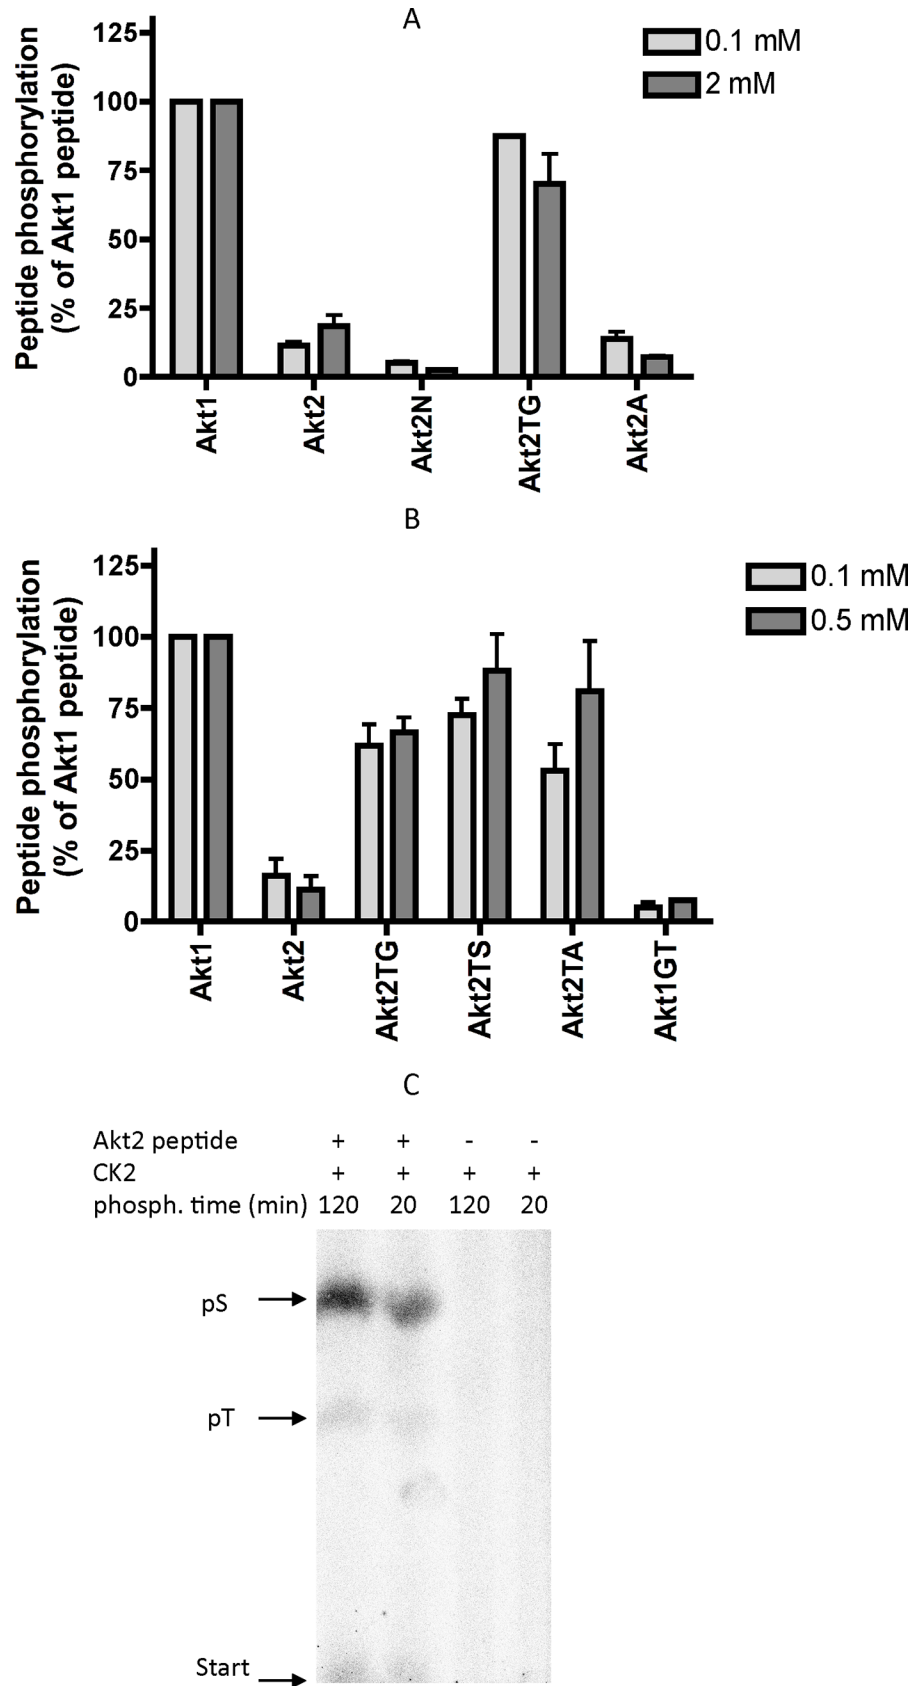 A
Peptide phosphorylation
(% of Akt1 peptide)
125
100
75
50
25
0
0.1 mM
2 mM
Akt1
Akt2
Akt2N
Akt2TG
Akt2A
B
Peptide phosphorylation
(% of Akt1 peptide)
125
100
75
50
25
0
0.1 mM
0.5 mM
Akt1
Akt2
Akt2TG
Akt2TS
Akt2TA
Akt1GT
C
Akt2 peptide + + - -
CK2 + + + +
phosph. time (min) 120 20 120 20
pS
pT
Start